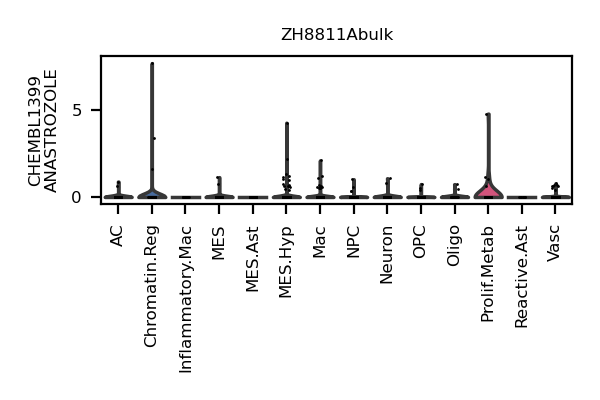 ZH8811Abulk
CHEMBL1399
ANASTROZOLE
5
0
AC
Chromatin.Reg
Inflammatory.Mac
MES
MES.Ast
MES.Hyp
Mac
NPC
Neuron
OPC
Oligo
Prolif.Metab
Reactive.Ast
Vasc